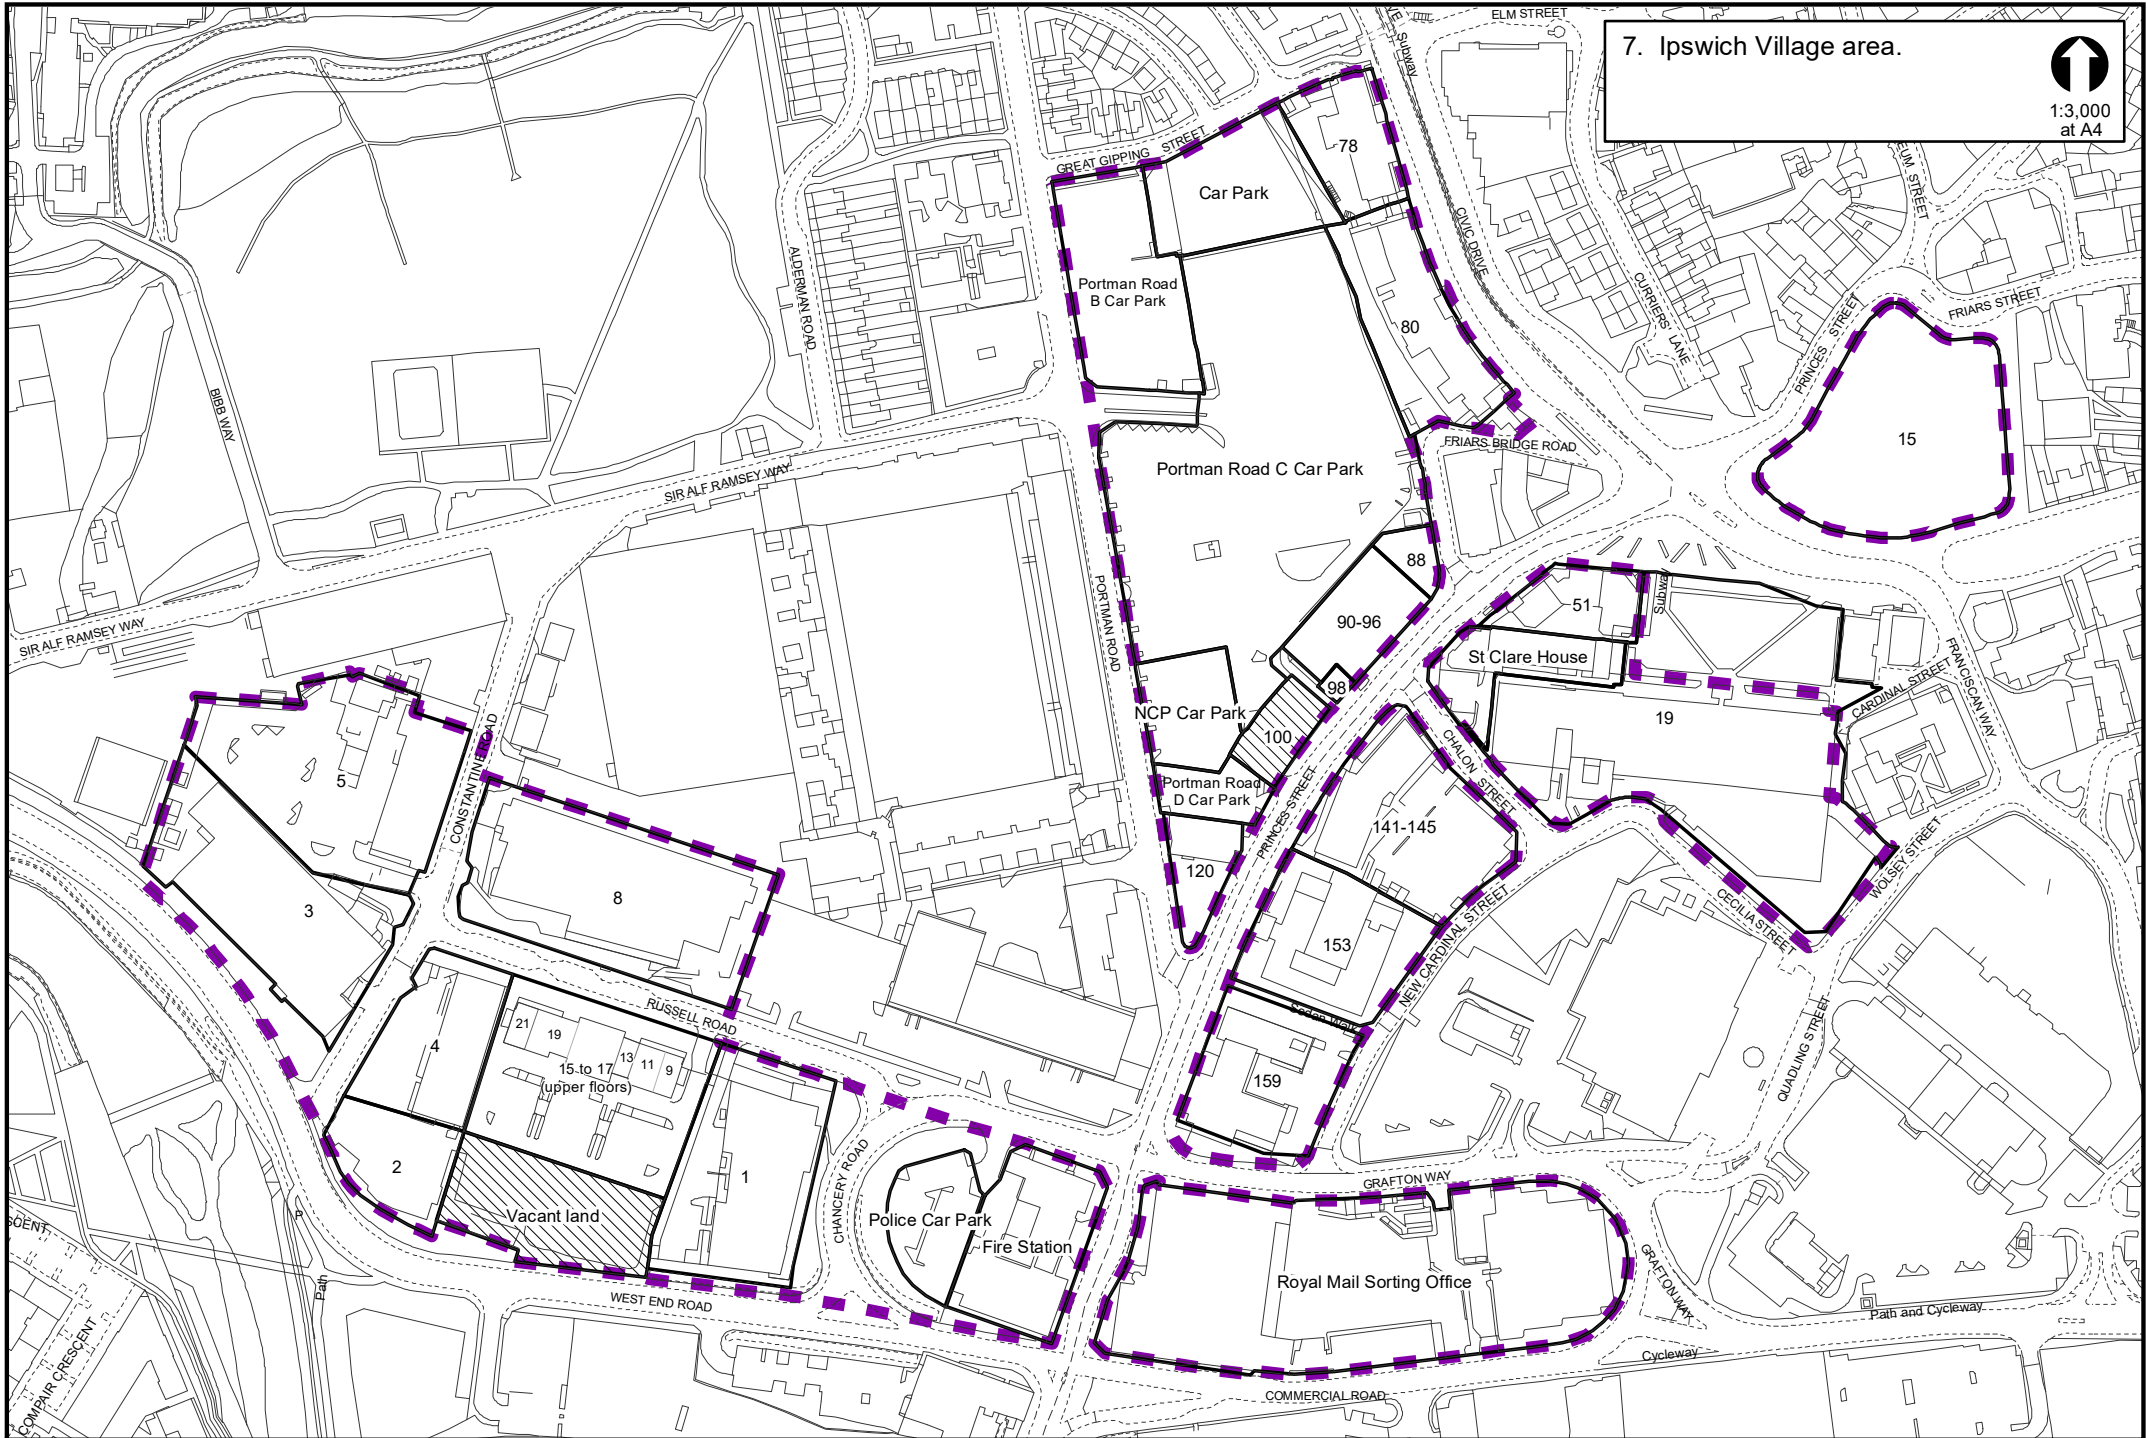 7. Ipswich Village area.
1:3,000
at A4
ELM STREET
Subway
GREAT GIPPING STREET
78
Car Park
ELM STREET
CIVIC DRIVE
ALDERMAN ROAD
Portman Road
B Car Park
CURRIERS' LANE
PRINCES STREET
FRIARS STREET
80
BIBB WAY
15
FRIARS BRIDGE ROAD
Portman Road C Car Park
SIR ALF RAMSEY WAY
88
PORTMAN ROAD
51
Subway
90-96
SIR ALF RAMSEY WAY
St Clare House
FRANCISCAN WAY
98
CARDINAL STREET
NCP Car Park
19
100
CHALON STREET
CONSTANTINE ROAD
5
Portman Road
D Car Park
PRINCES STREET
141-145
WOLSEY STREET
120
8
3
CECILIA STREET
153
NEW CARDINAL STREET
Sedan Walk
RUSSELL ROAD
QUADLING STREET
21
19
4
13
11
9
15 to 17
(upper floors)
159
2
1
CHANCERY ROAD
GRAFTON WAY
SCENT
P
Vacant land
Police Car Park
Fire Station
GRAFTON WAY
Royal Mail Sorting Office
Path
WEST END ROAD
Path and Cycleway
Cycleway
COMPAIR CRESCENT
COMMERCIAL ROAD